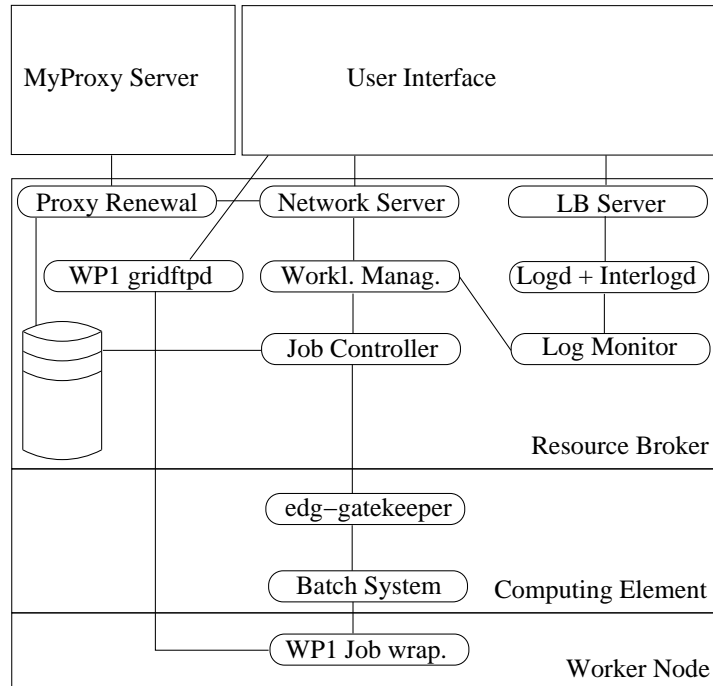 MyProxy Server
User Interface
Proxy Renewal
Network Server
LB Server
WP1 gridftpd
Workl. Manag.
Logd + Interlogd
Job Controller
Log Monitor
Resource Broker
edg−gatekeeper
Batch System
Computing Element
WP1 Job wrap.
Worker Node